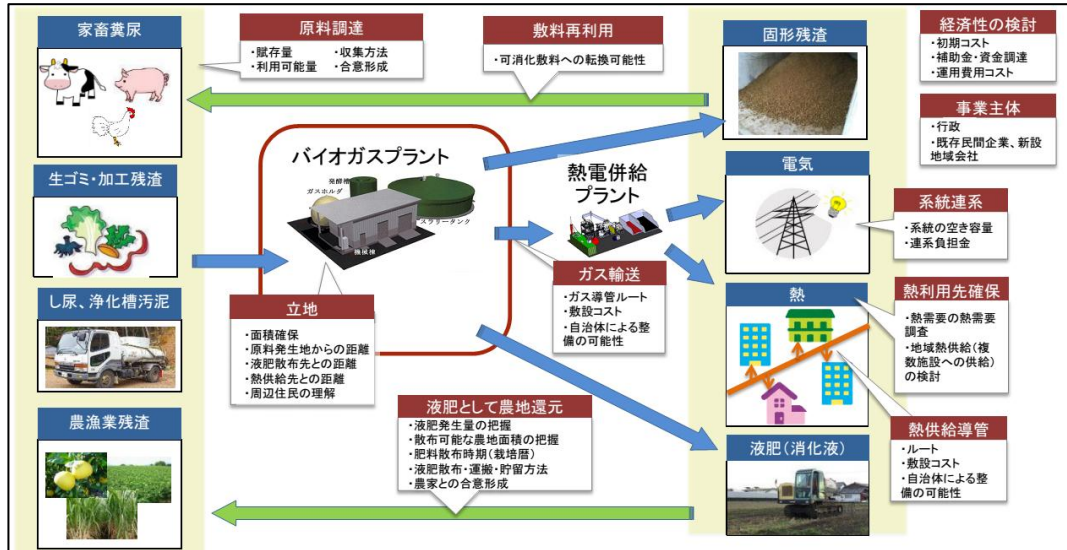 家畜糞尿
原料調達
・賦存量　・収集方法
・利用可能量　・合意形成
敷料再利用
・可消化敷料への転換可能性
固形残渣
経済性の検討
・初期コスト
・補助金・資金調達
・運用費用コスト
事業主体
・行政
・既存民間企業、新設
地域会社
生ゴミ・加工残渣
バイオガスプラント
発酵槽
ガスホルダ
スラリータンク
機械棟
熱電併給
プラント
電気
系統連系
・系統の空き容量
・連系負担金
立地
・面積確保
・原料発生地からの距離
・液肥散布先との距離
・熱供給先との距離
・周辺住民の理解
ガス輸送
・ガス導管ルート
・敷設コスト
・自治体による整
備の可能性
熱
熱利用先確保
・熱需要の熱需要
調査
・地域熱供給(複
数施設への供給)
の検討
し尿、浄化槽汚泥
農漁業残渣
液肥として農地還元
・液肥発生量の把握
・散布可能な農地面積の把握
・肥料散布時期(栽培暦)
・液肥散布・運搬・貯留方法
・農家との合意形成
液肥(消化液)
熱供給導管
・ルート
・敷設コスト
・自治体による整
備の可能性